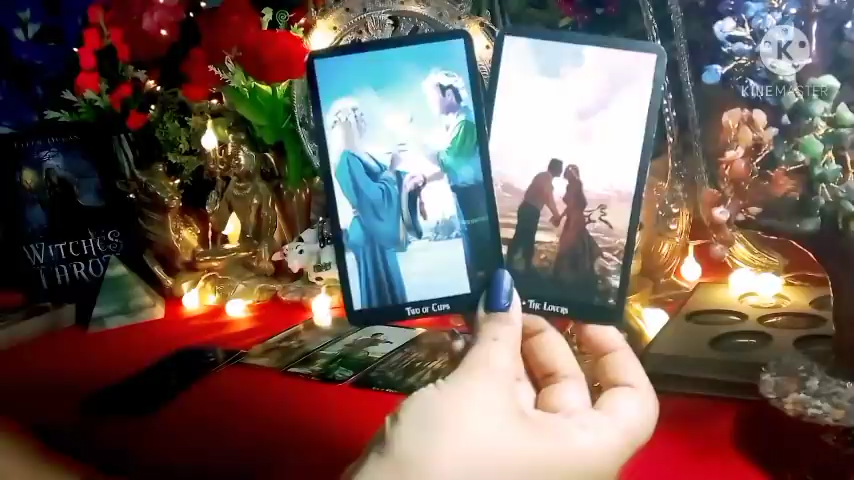 KINEMASTER
WITCHES
TAROT
TWO OF CUPS
THE LOVERS